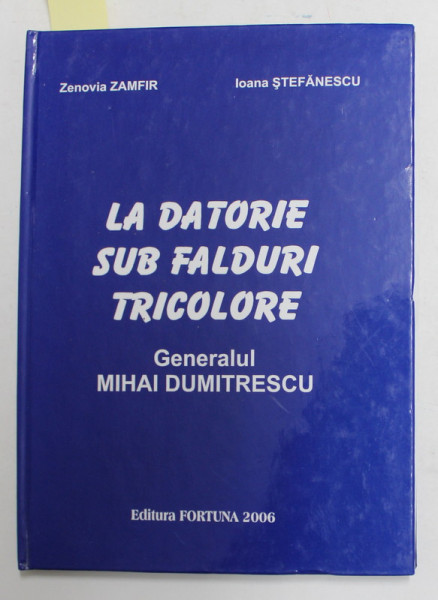 Zenovia ZAMFIR Ioana ŞTEFĂNESCU
LA DATORIE
SUB FALDURI
TRICOLORE
Generalul
MIHAI DUMITRESCU
Editura FORTUNA 2006